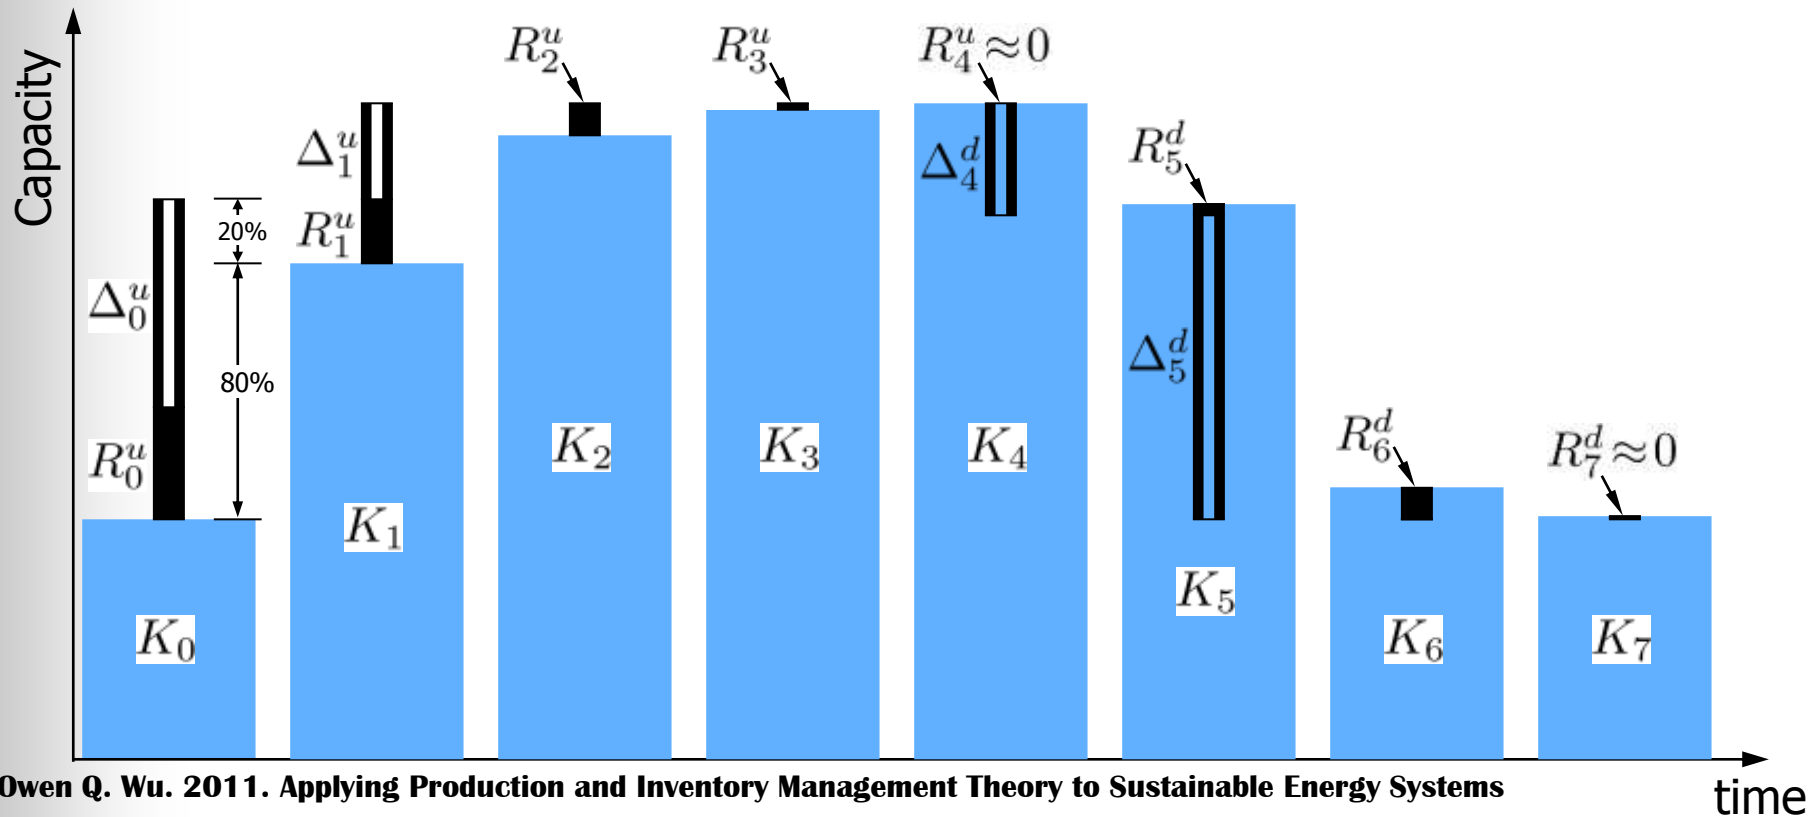 Capacity
R₂ᵘ
R₃ᵘ
R₄ᵘ ≈ 0
Δ₁ᵘ
R₅ᵈ
Δ₄ᵈ
20%
R₁ᵘ
Δ₀ᵘ
Δ₅ᵈ
80%
R₆ᵈ
R₇ᵈ ≈ 0
R₀ᵘ
K₂
K₃
K₄
K₁
K₅
K₀
K₆
K₇
Owen Q. Wu. 2011. Applying Production and Inventory Management Theory to Sustainable Energy Systems
time